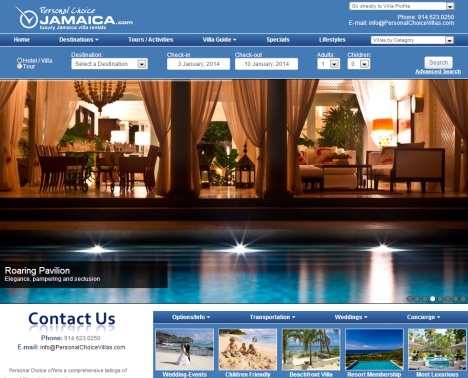 Personal Choice
JAMAICA.com
luxury Jamaica villa rentals
Go directly to Villa Profile
Phone: 914.623.0250
E-mail: info@PersonalChoiceVillas.com
Home Destinations Tours / Activities Villa Guide Specials Lifestyles Villas by Category
Hotel / Villa
Tour
Destination: Check-in Check-out Adults: Children:
Select a Destination 3 January, 2014 10 January, 2014 1 0 Search
Advanced Search
Roaring Pavilion
Elegance, pampering and seclusion
Contact Us
Phone: 914.623.0250
E-mail: info@PersonalChoiceVillas.com
Personal Choice offers a comprehensive listings of
Options/Info Transportation Weddings Concierge
Wedding-Events Children Friendly Beachfront Villa Resort Membership Most Luxurious